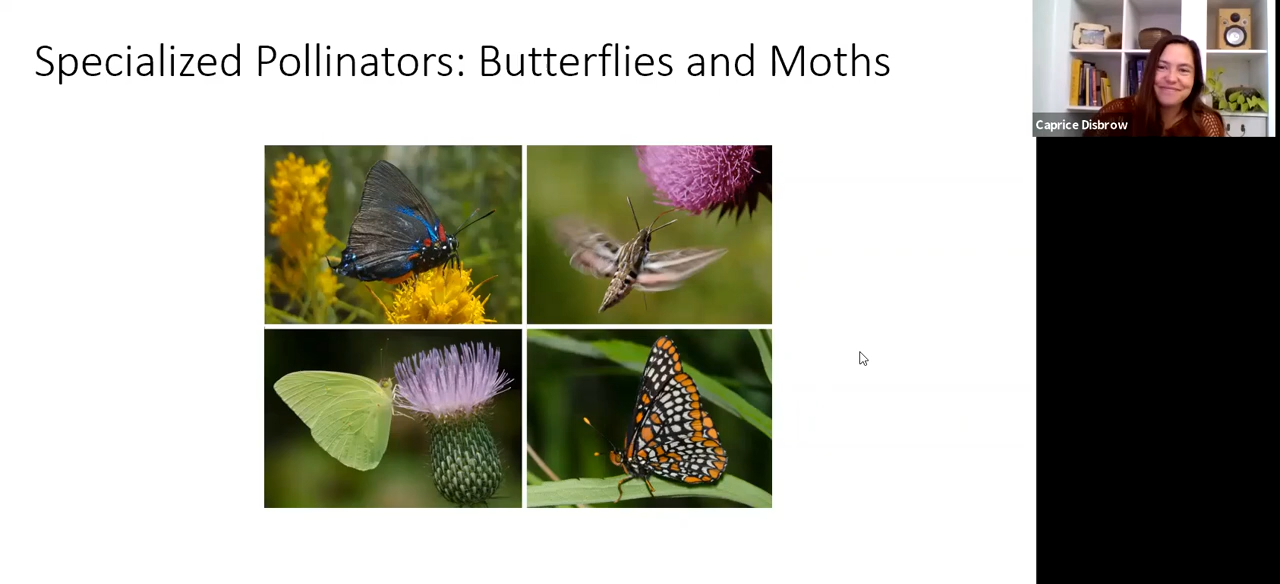 Specialized Pollinators: Butterflies and Moths
Caprice Disbrow